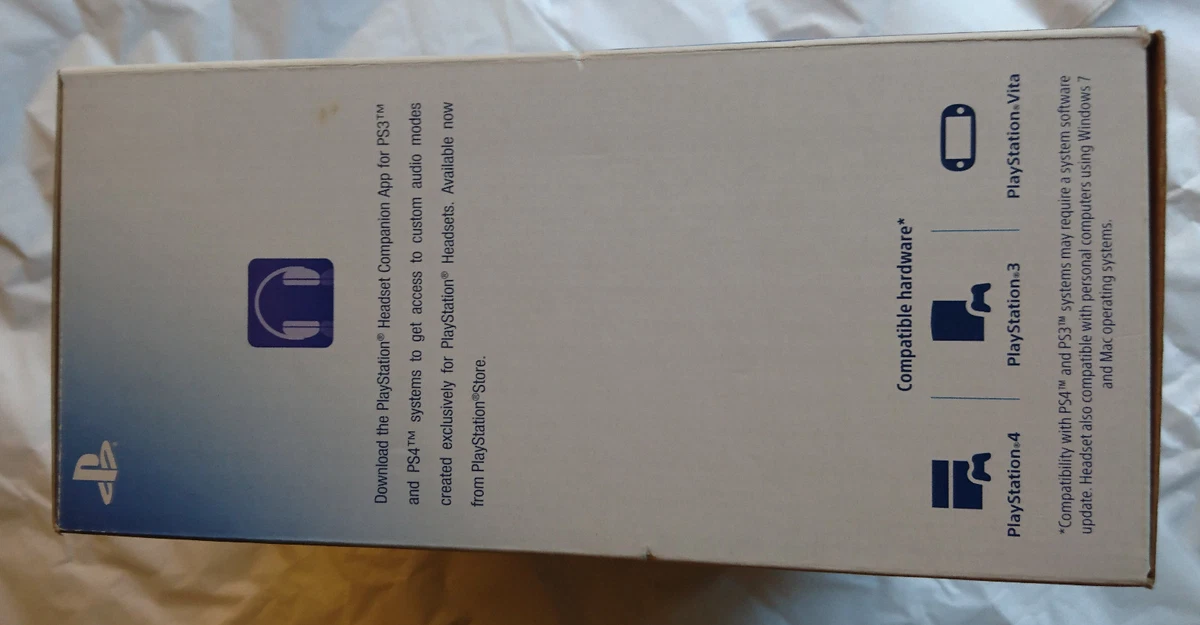 Download the PlayStation® Headset Companion App for PS3™
and PS4™ systems to get access to custom audio modes
created exclusively for PlayStation® Headsets. Available now
from PlayStation®Store.
Compatible hardware*
PlayStation®4
PlayStation®3
PlayStation®Vita
*Compatibility with PS4™ and PS3™ systems may require a system software
update. Headset also compatible with personal computers using Windows 7
and Mac operating systems.